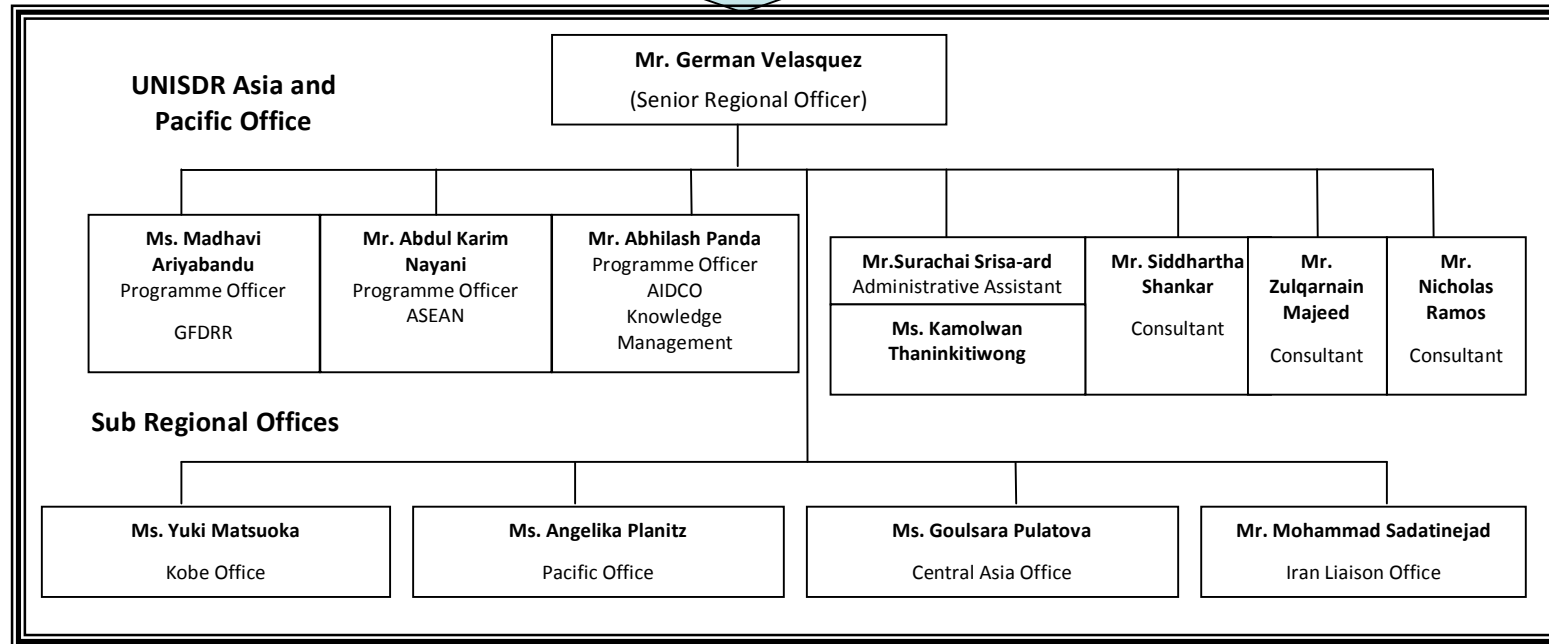 Mr. German Velasquez
(Senior Regional Officer)
UNISDR Asia and
Pacific Office
Ms. Madhavi
Ariyabandu
Programme Officer
GFDRR
Mr. Abdul Karim
Nayani
Programme Officer
ASEAN
Mr. Abhilash Panda
Programme Officer
AIDCO
Knowledge
Management
Mr.Surachai Srisa-ard
Administrative Assistant
Ms. Kamolwan
Thaninkitiwong
Mr. Siddhartha
Shankar
Consultant
Mr.
Zulqarnain
Majeed
Consultant
Mr.
Nicholas
Ramos
Consultant
Sub Regional Offices
Ms. Yuki Matsuoka
Kobe Office
Ms. Angelika Planitz
Pacific Office
Ms. Goulsara Pulatova
Central Asia Office
Mr. Mohammad Sadatinejad
Iran Liaison Office